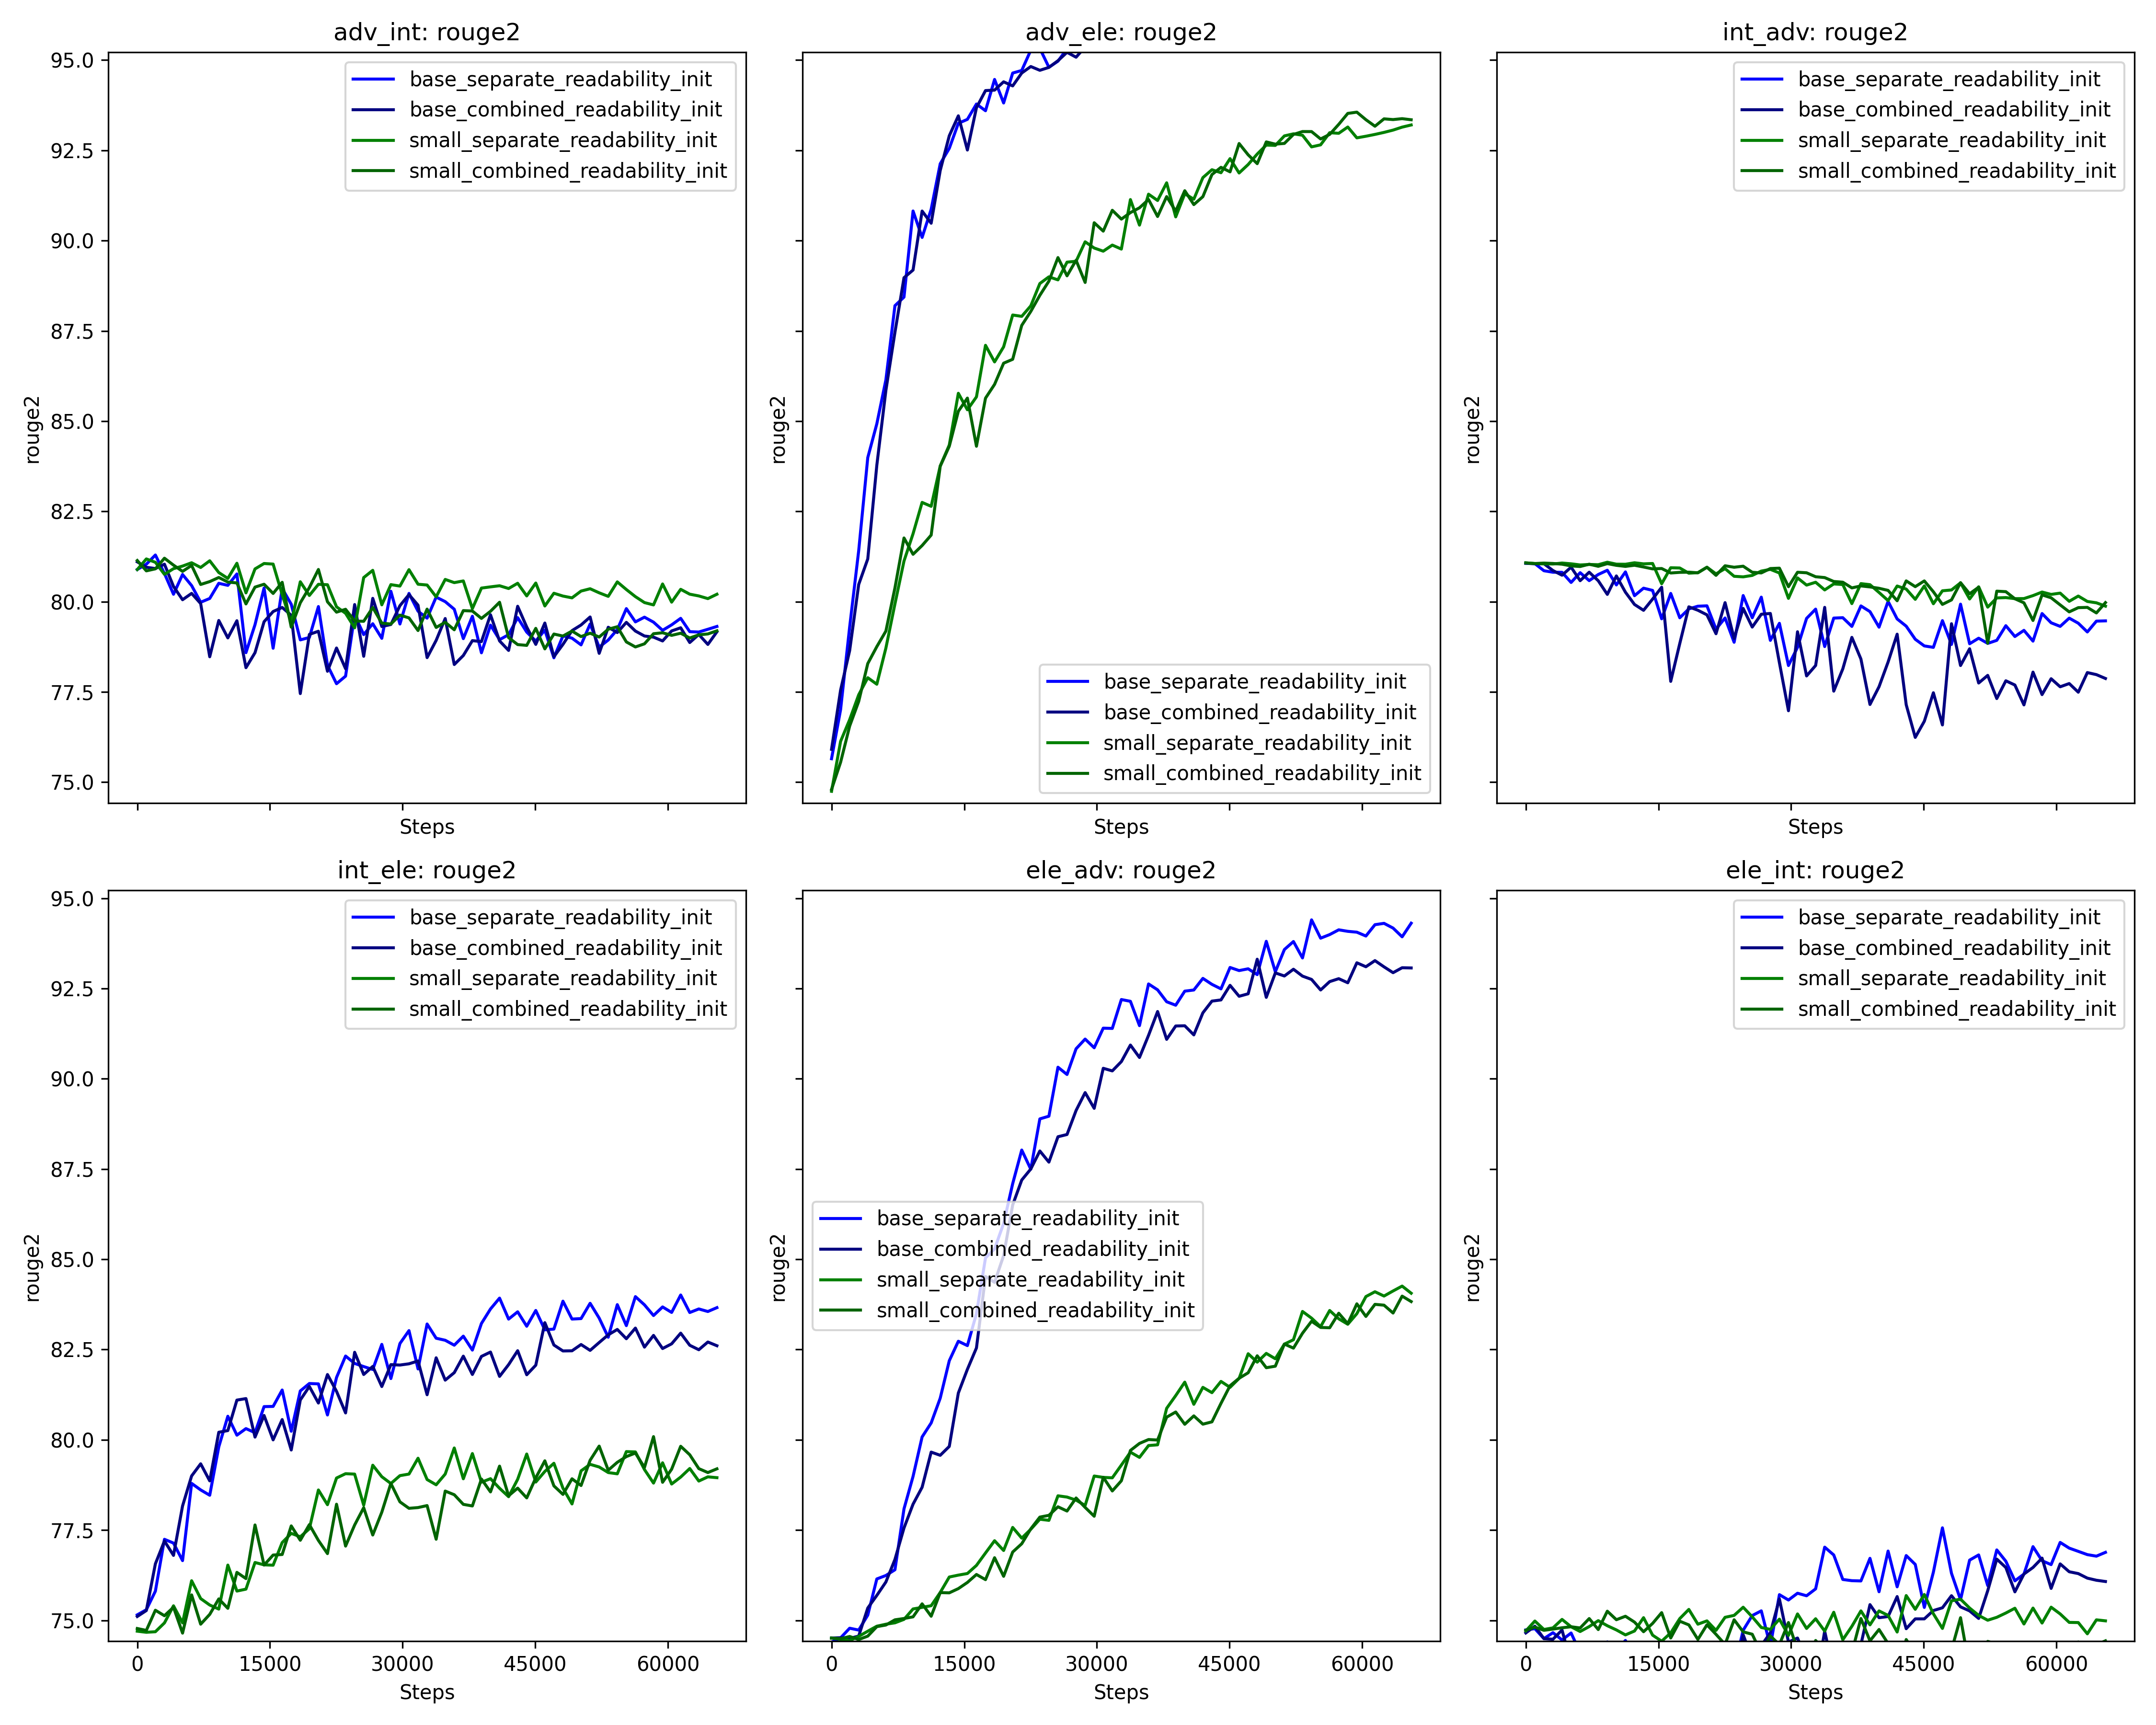 adv_int: rouge2
95.0
92.5
90.0
87.5
85.0
82.5
80.0
77.5
75.0
rouge2
Steps
base_separate_readability_init
base_combined_readability_init
small_separate_readability_init
small_combined_readability_init
adv_ele: rouge2
rouge2
Steps
base_separate_readability_init
base_combined_readability_init
small_separate_readability_init
small_combined_readability_init
int_adv: rouge2
rouge2
Steps
base_separate_readability_init
base_combined_readability_init
small_separate_readability_init
small_combined_readability_init
int_ele: rouge2
95.0
92.5
90.0
87.5
85.0
82.5
80.0
77.5
75.0
rouge2
0 15000 30000 45000 60000
Steps
base_separate_readability_init
base_combined_readability_init
small_separate_readability_init
small_combined_readability_init
ele_adv: rouge2
rouge2
0 15000 30000 45000 60000
Steps
base_separate_readability_init
base_combined_readability_init
small_separate_readability_init
small_combined_readability_init
ele_int: rouge2
rouge2
0 15000 30000 45000 60000
Steps
base_separate_readability_init
base_combined_readability_init
small_separate_readability_init
small_combined_readability_init